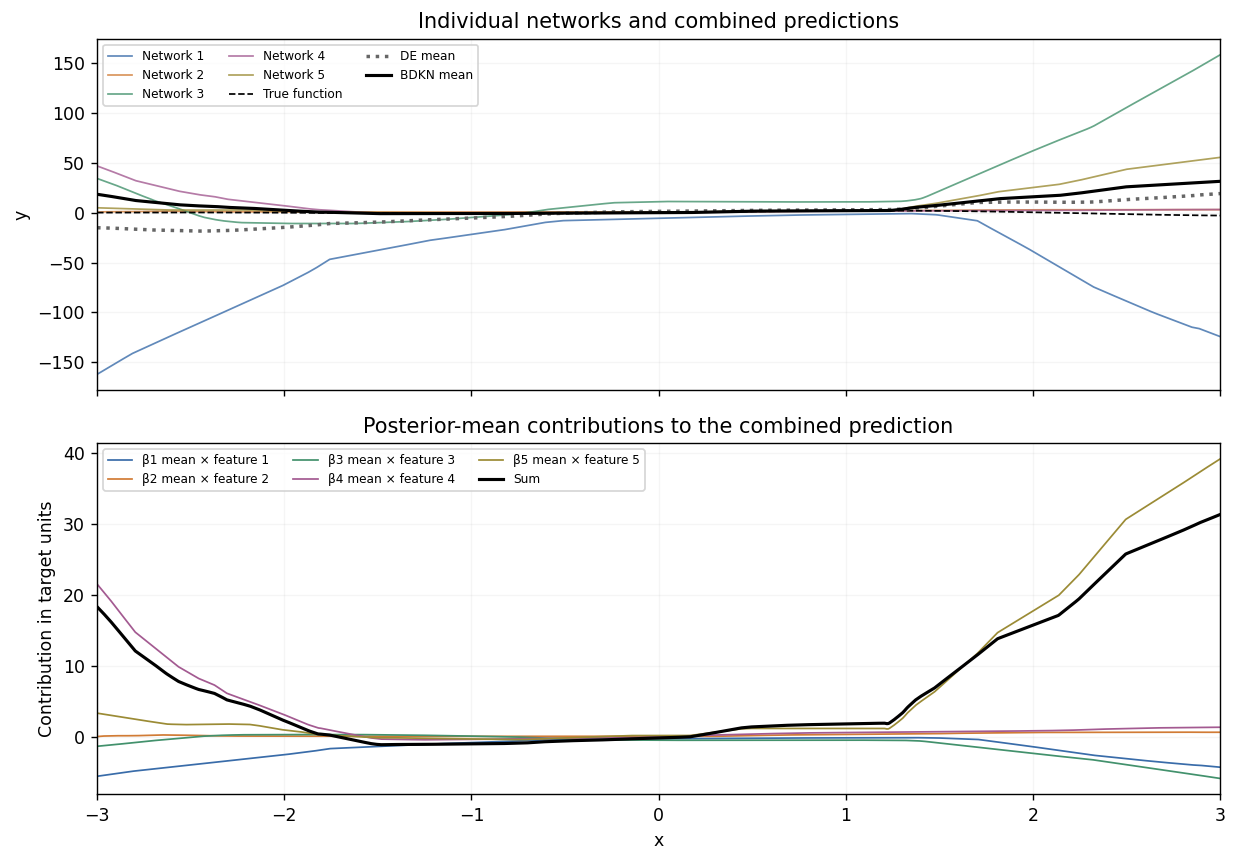 Individual networks and combined predictions
Network 1
Network 2
Network 3
Network 4
Network 5
True function
DE mean
BDKN mean
150
100
50
0
−50
−100
−150
y
Posterior-mean contributions to the combined prediction
β1 mean × feature 1
β2 mean × feature 2
β3 mean × feature 3
β4 mean × feature 4
β5 mean × feature 5
Sum
40
30
20
10
0
Contribution in target units
−3
−2
−1
0
1
2
3
x